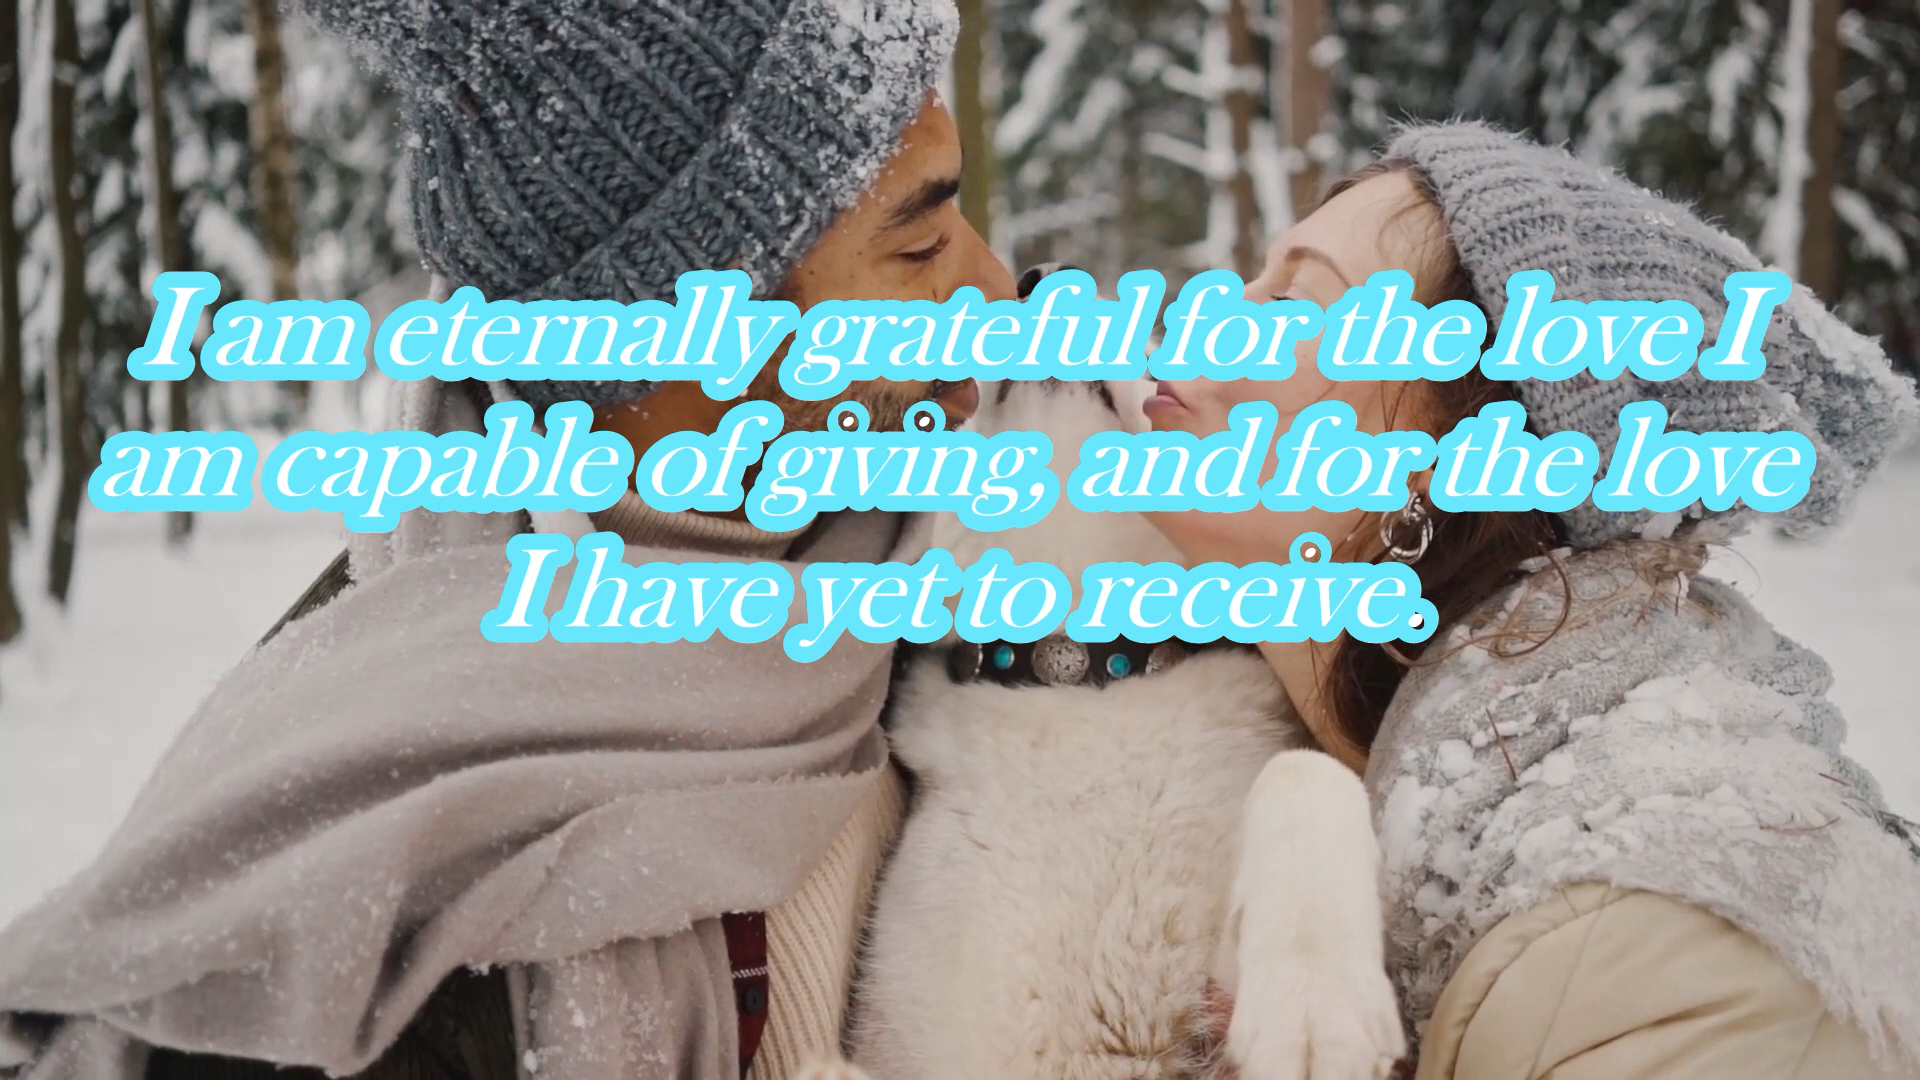 I am eternally grateful for the love I
am capable of giving, and for the love
I have yet to receive.